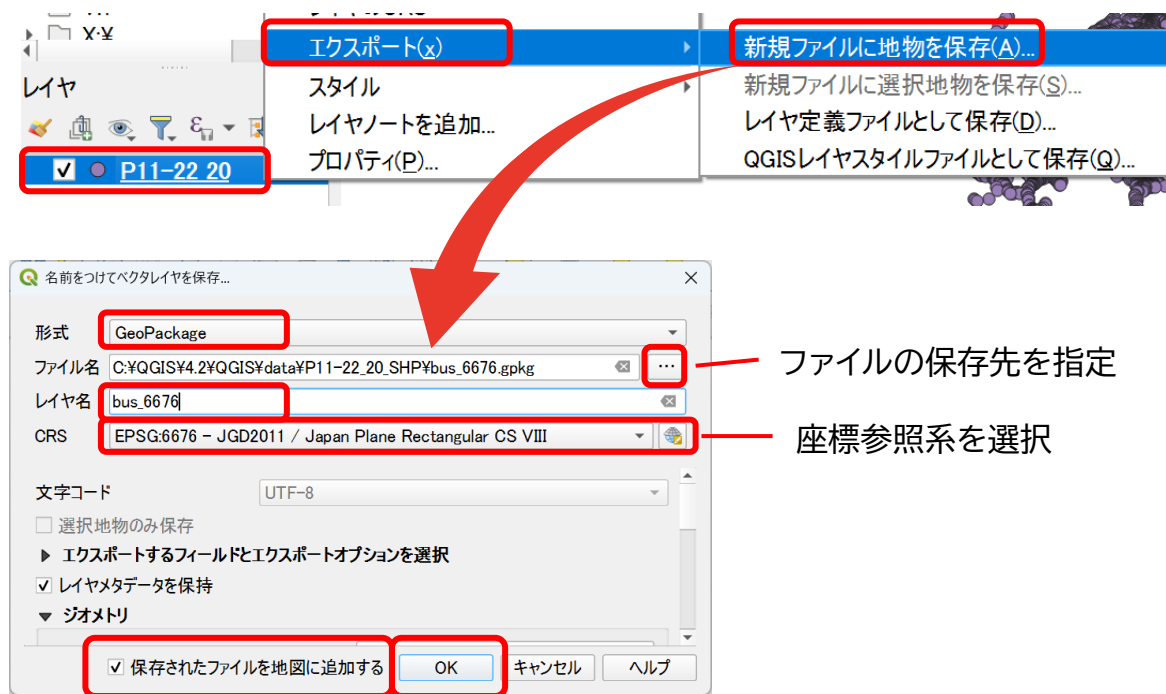 X:¥
エクスポート(x)
新規ファイルに地物を保存(A)...
レイヤ
スタイル
新規ファイルに選択地物を保存(S)...
レイヤノートを追加...
レイヤ定義ファイルとして保存(D)...
P11-22 20
プロパティ(P)...
QGISレイヤスタイルファイルとして保存(Q)...
名前をつけてベクタレイヤを保存...
形式 GeoPackage
ファイル名 C:¥QGIS¥4.2¥QGIS¥data¥P11-22_20_SHP¥bus_6676.gpkg ...
ファイルの保存先を指定
レイヤ名 bus_6676
CRS EPSG:6676 - JGD2011 / Japan Plane Rectangular CS VIII
座標参照系を選択
文字コード UTF-8
選択地物のみ保存
エクスポートするフィールドとエクスポートオプションを選択
レイヤメタデータを保持
ジオメトリ
保存されたファイルを地図に追加する OK キャンセル ヘルプ